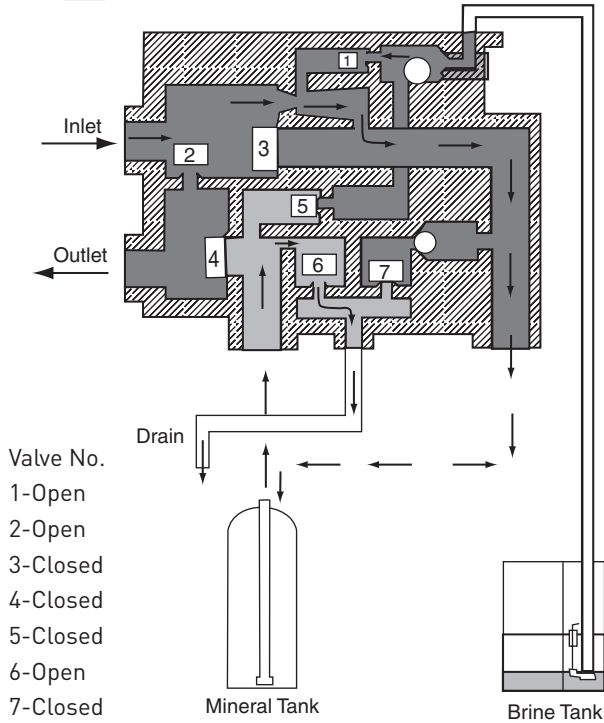 1
Inlet
2
3
5
Outlet
4
6
7
Drain
Valve No.
1-Open
2-Open
3-Closed
4-Closed
5-Closed
6-Open
7-Closed
Mineral Tank
Brine Tank